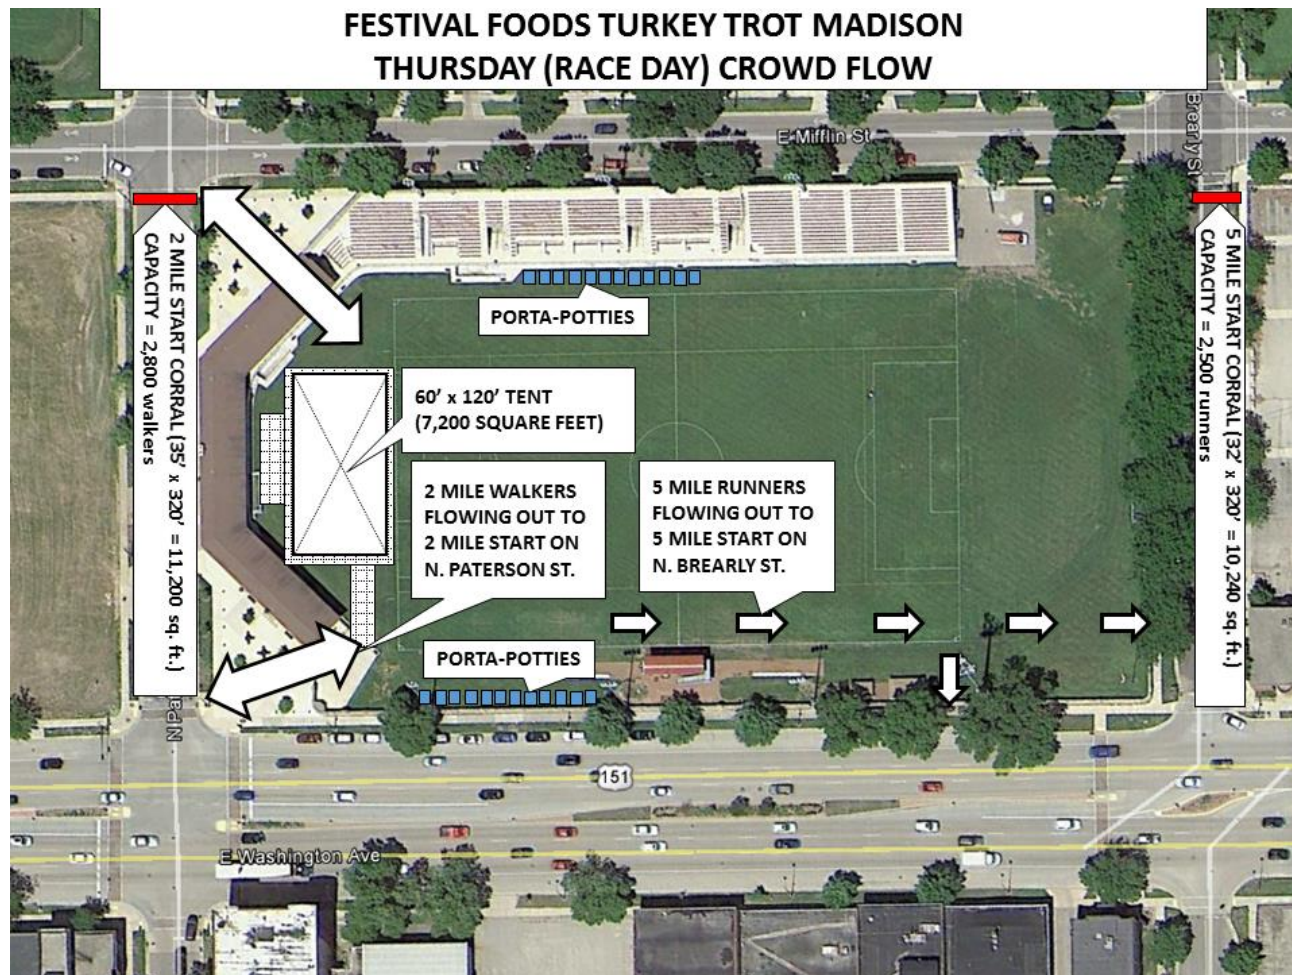 FESTIVAL FOODS TURKEY TROT MADISON
THURSDAY (RACE DAY) CROWD FLOW
E Mifflin St
Brearly St
2 MILE START CORRAL (35' x 320' = 11,200 sq. ft.)
CAPACITY = 2,800 walkers
5 MILE START CORRAL (32' x 320' = 10,240 sq. ft.)
CAPACITY = 2,500 runners
PORTA-POTTIES
60' x 120' TENT
(7,200 SQUARE FEET)
2 MILE WALKERS
FLOWING OUT TO
2 MILE START ON
N. PATERSON ST.
5 MILE RUNNERS
FLOWING OUT TO
5 MILE START ON
N. BREARLY ST.
PORTA-POTTIES
N Pat
151
E Washington Ave